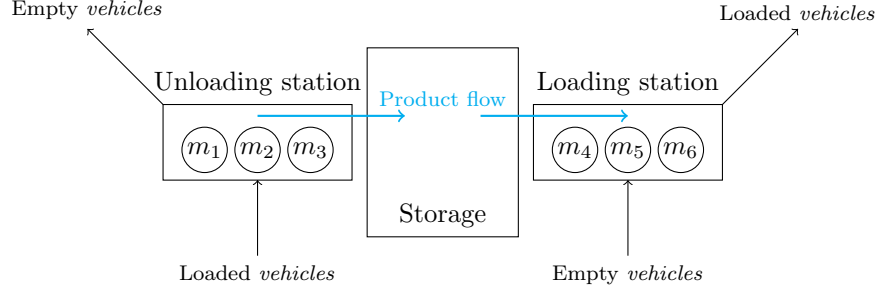 Empty vehicles
Loaded vehicles
Unloading station
Loading station
Product flow
m₁ m₂ m₃
m₄ m₅ m₆
Storage
Loaded vehicles
Empty vehicles